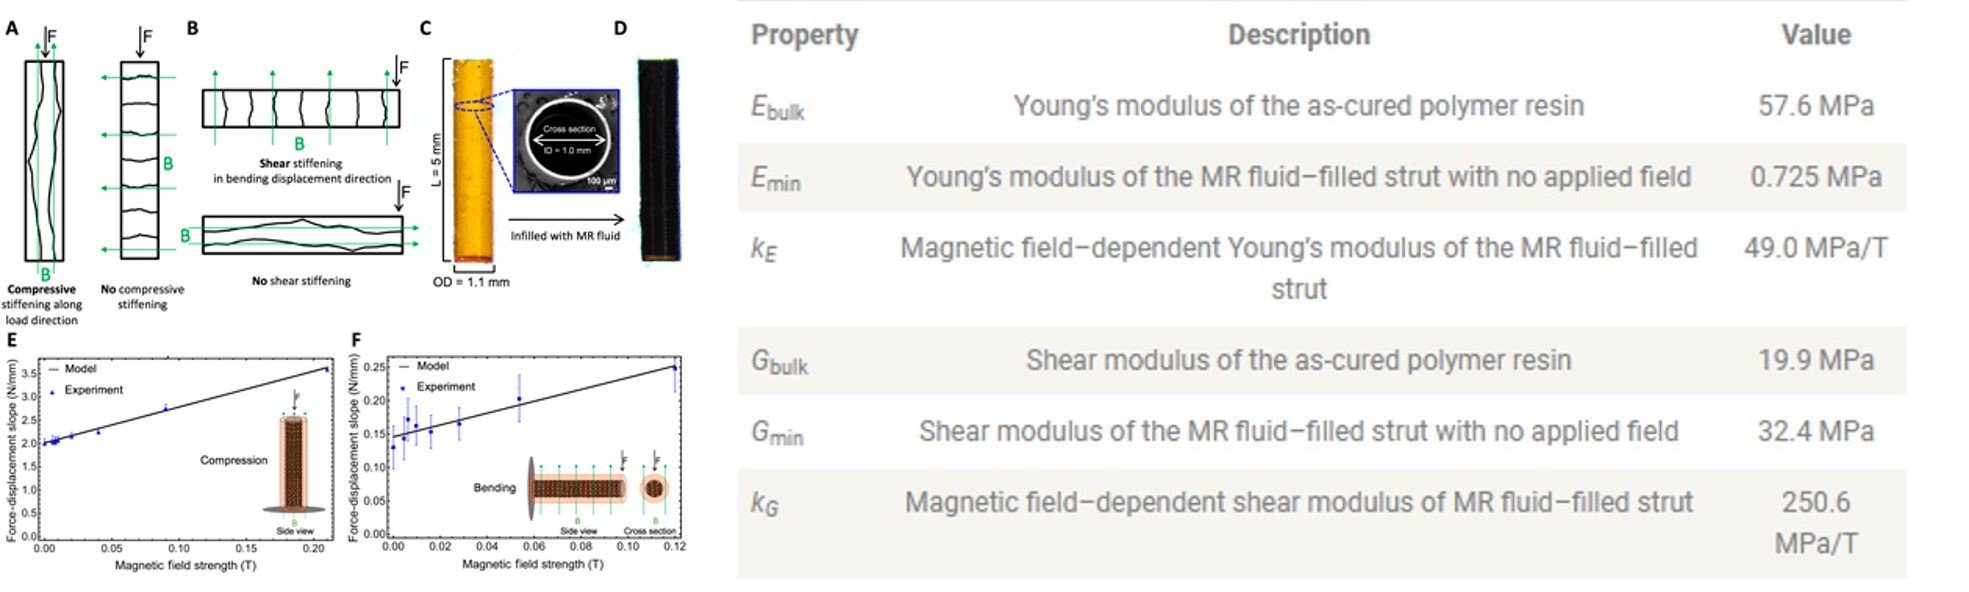 A
F
F
B
Compressive
stiffening along
load direction
No compressive
stiffening
B
F
B
Shear stiffening
in bending displacement direction
F
B
No shear stiffening
C
L = 5 mm
OD = 1.1 mm
Cross section
ID = 1.0 mm
100 μm
Infilled with MR fluid
D
E
Force-displacement slope (N/mm)
3.5
3.0
2.5
2.0
1.5
1.0
0.5
0.0
— Model
▲ Experiment
Compression
F
B
Side view
0.00 0.05 0.10 0.15 0.20
Magnetic field strength (T)
F
Force-displacement slope (N/mm)
0.25
0.20
0.15
0.10
0.05
0.00
— Model
■ Experiment
Bending
F
F
B
B
Side view
Cross section
0.00 0.02 0.04 0.06 0.08 0.10 0.12
Magnetic field strength (T)
Property Description Value
Ebulk Young's modulus of the as-cured polymer resin 57.6 MPa
Emin Young's modulus of the MR fluid–filled strut with no applied field 0.725 MPa
kE Magnetic field–dependent Young's modulus of the MR fluid–filled 49.0 MPa/T
strut
Gbulk Shear modulus of the as-cured polymer resin 19.9 MPa
Gmin Shear modulus of the MR fluid–filled strut with no applied field 32.4 MPa
kG Magnetic field–dependent shear modulus of MR fluid–filled strut 250.6
MPa/T